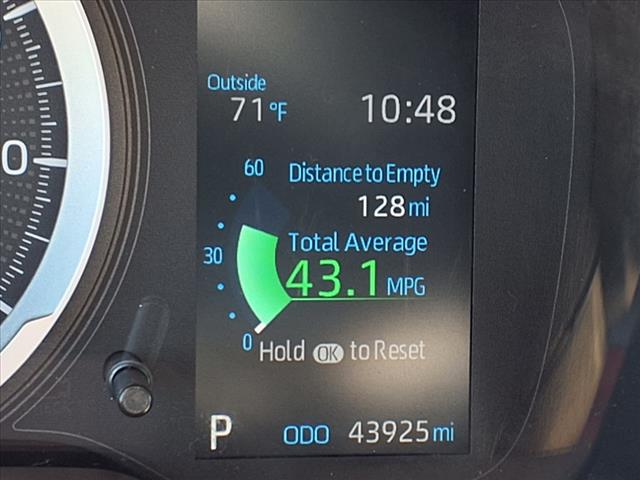 Outside
71°F 10:48
60 Distance to Empty
128 mi
Total Average
30 43.1 MPG
0 Hold OK to Reset
P ODO 43925 mi
0